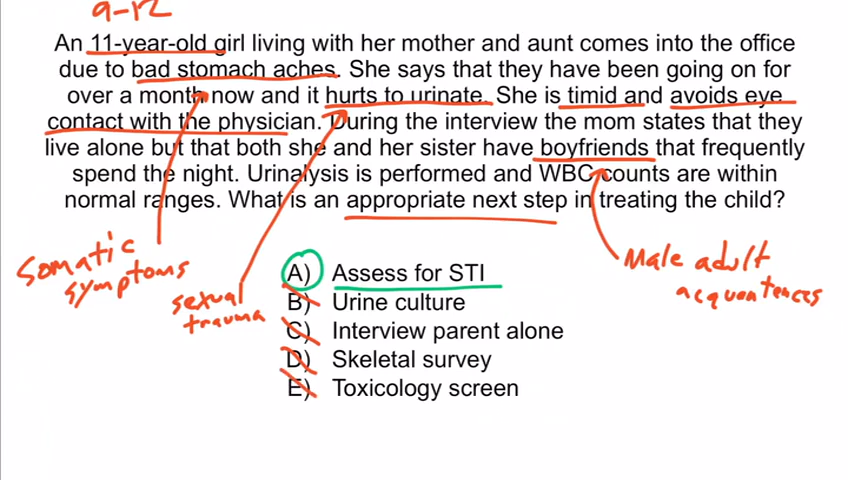 9-12
An 11-year-old girl living with her mother and aunt comes into the office
due to bad stomach aches. She says that they have been going on for
over a month now and it hurts to urinate. She is timid and avoids eye
contact with the physician. During the interview the mom states that they
live alone but that both she and her sister have boyfriends that frequently
spend the night. Urinalysis is performed and WBC counts are within
normal ranges. What is an appropriate next step in treating the child?
Somatic
symptoms
sexual
trauma
Male adult
acquantences
A) Assess for STI
B) Urine culture
C) Interview parent alone
D) Skeletal survey
E) Toxicology screen